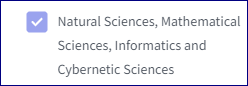 Natural Sciences, Mathematical
Sciences, Informatics and
Cybernetic Sciences